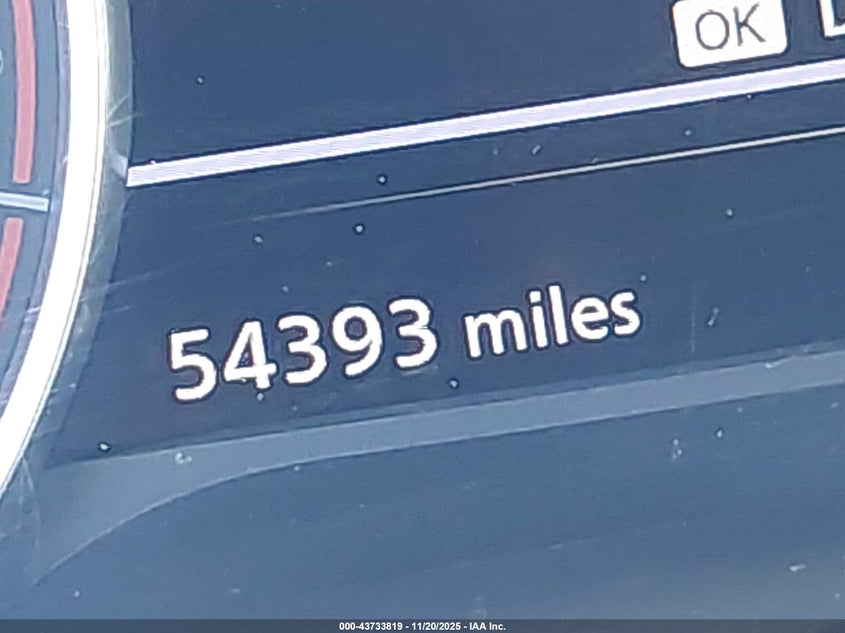 OK
54393 miles
000-43733819 - 11/20/2025 - IAA Inc.